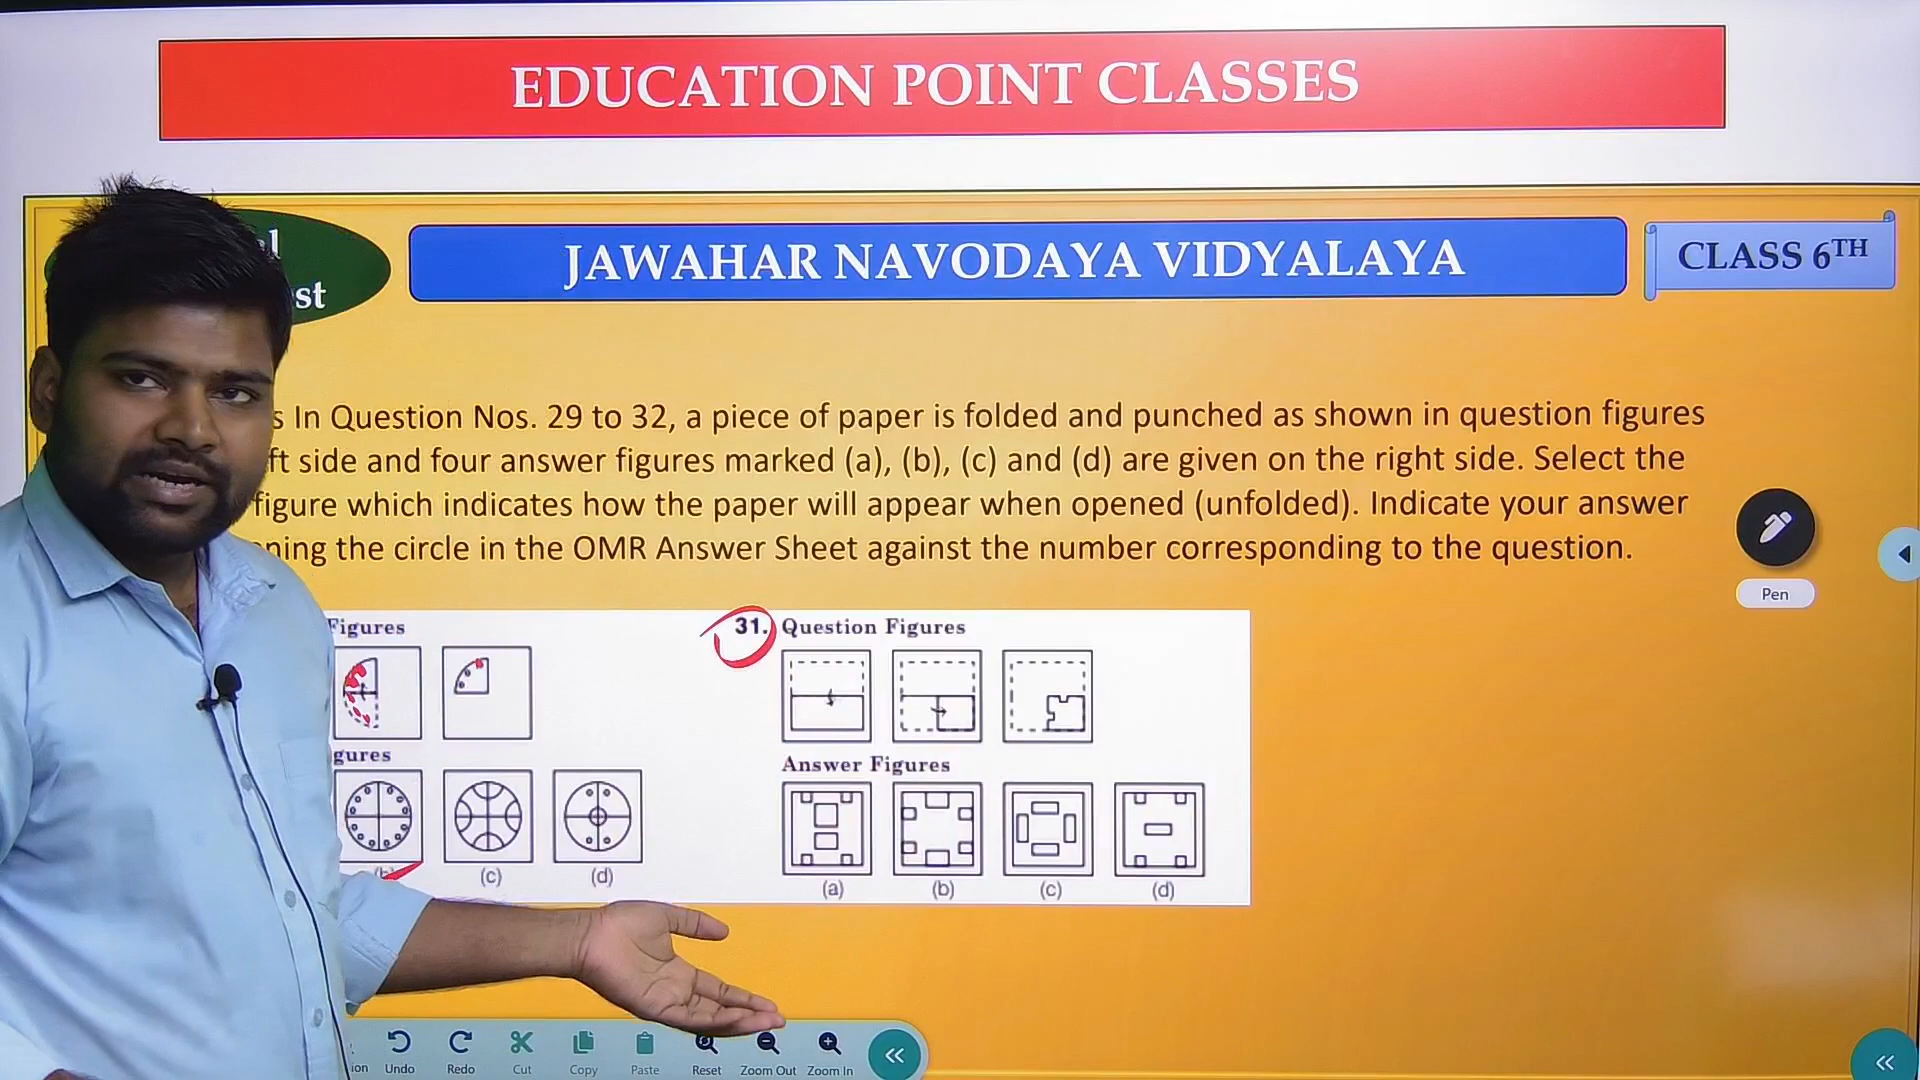 EDUCATION POINT CLASSES
st
JAWAHAR NAVODAYA VIDYALAYA
CLASS 6TH
s In Question Nos. 29 to 32, a piece of paper is folded and punched as shown in question figures
ft side and four answer figures marked (a), (b), (c) and (d) are given on the right side. Select the
figure which indicates how the paper will appear when opened (unfolded). Indicate your answer
ning the circle in the OMR Answer Sheet against the number corresponding to the question.
Pen
Figures
31. Question Figures
gures
Answer Figures
(c) (d)
(a) (b) (c) (d)
ion Undo Redo Cut Copy Paste Reset Zoom Out Zoom In